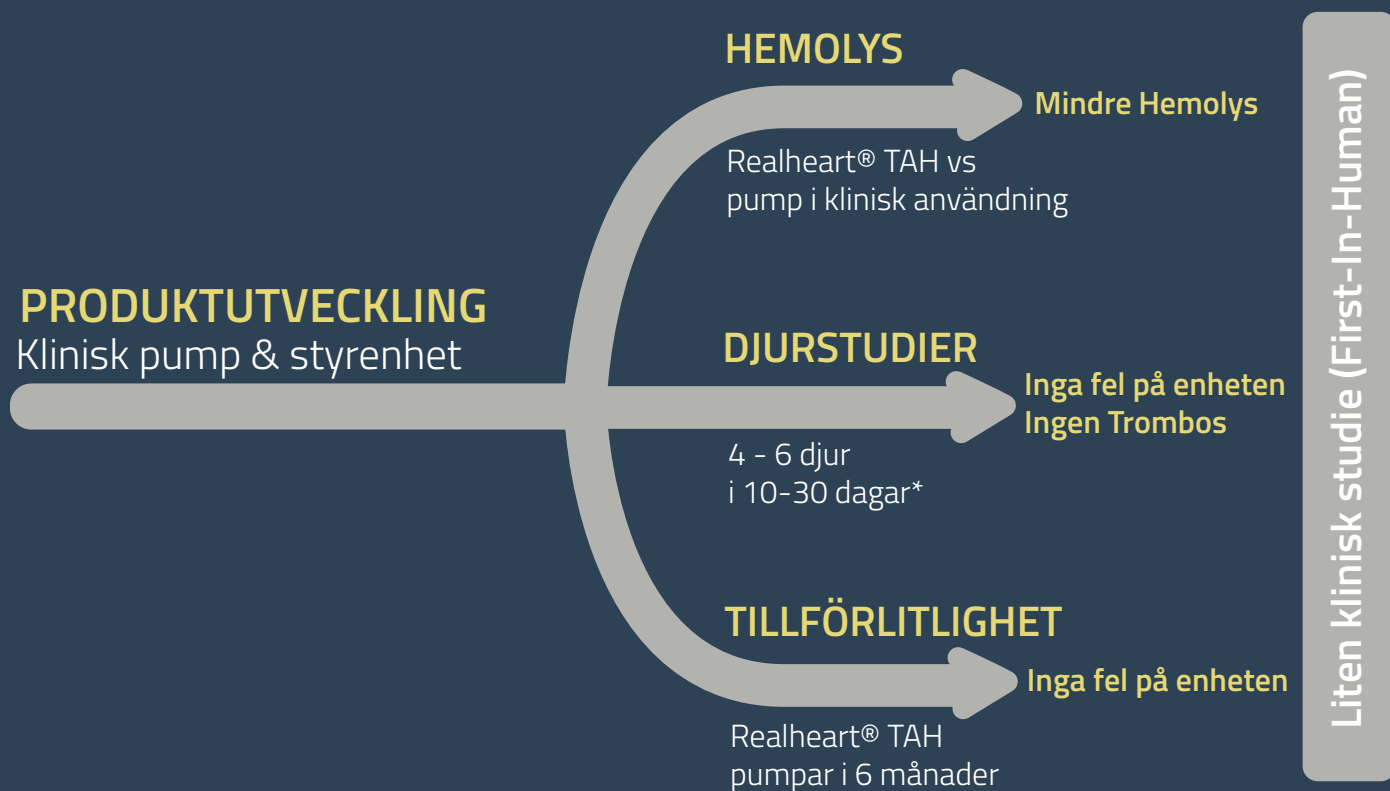 PRODUKTUTVECKLING
Klinisk pump & styrenhet
HEMOLYS
Realheart® TAH vs
pump i klinisk användning
Mindre Hemolys
DJURSTUDIER
4 - 6 djur
i 10-30 dagar*
Inga fel på enheten
Ingen Trombos
TILLFÖRLITLIGHET
Realheart® TAH
pumpar i 6 månader
Inga fel på enheten
Liten klinisk studie (First-In-Human)